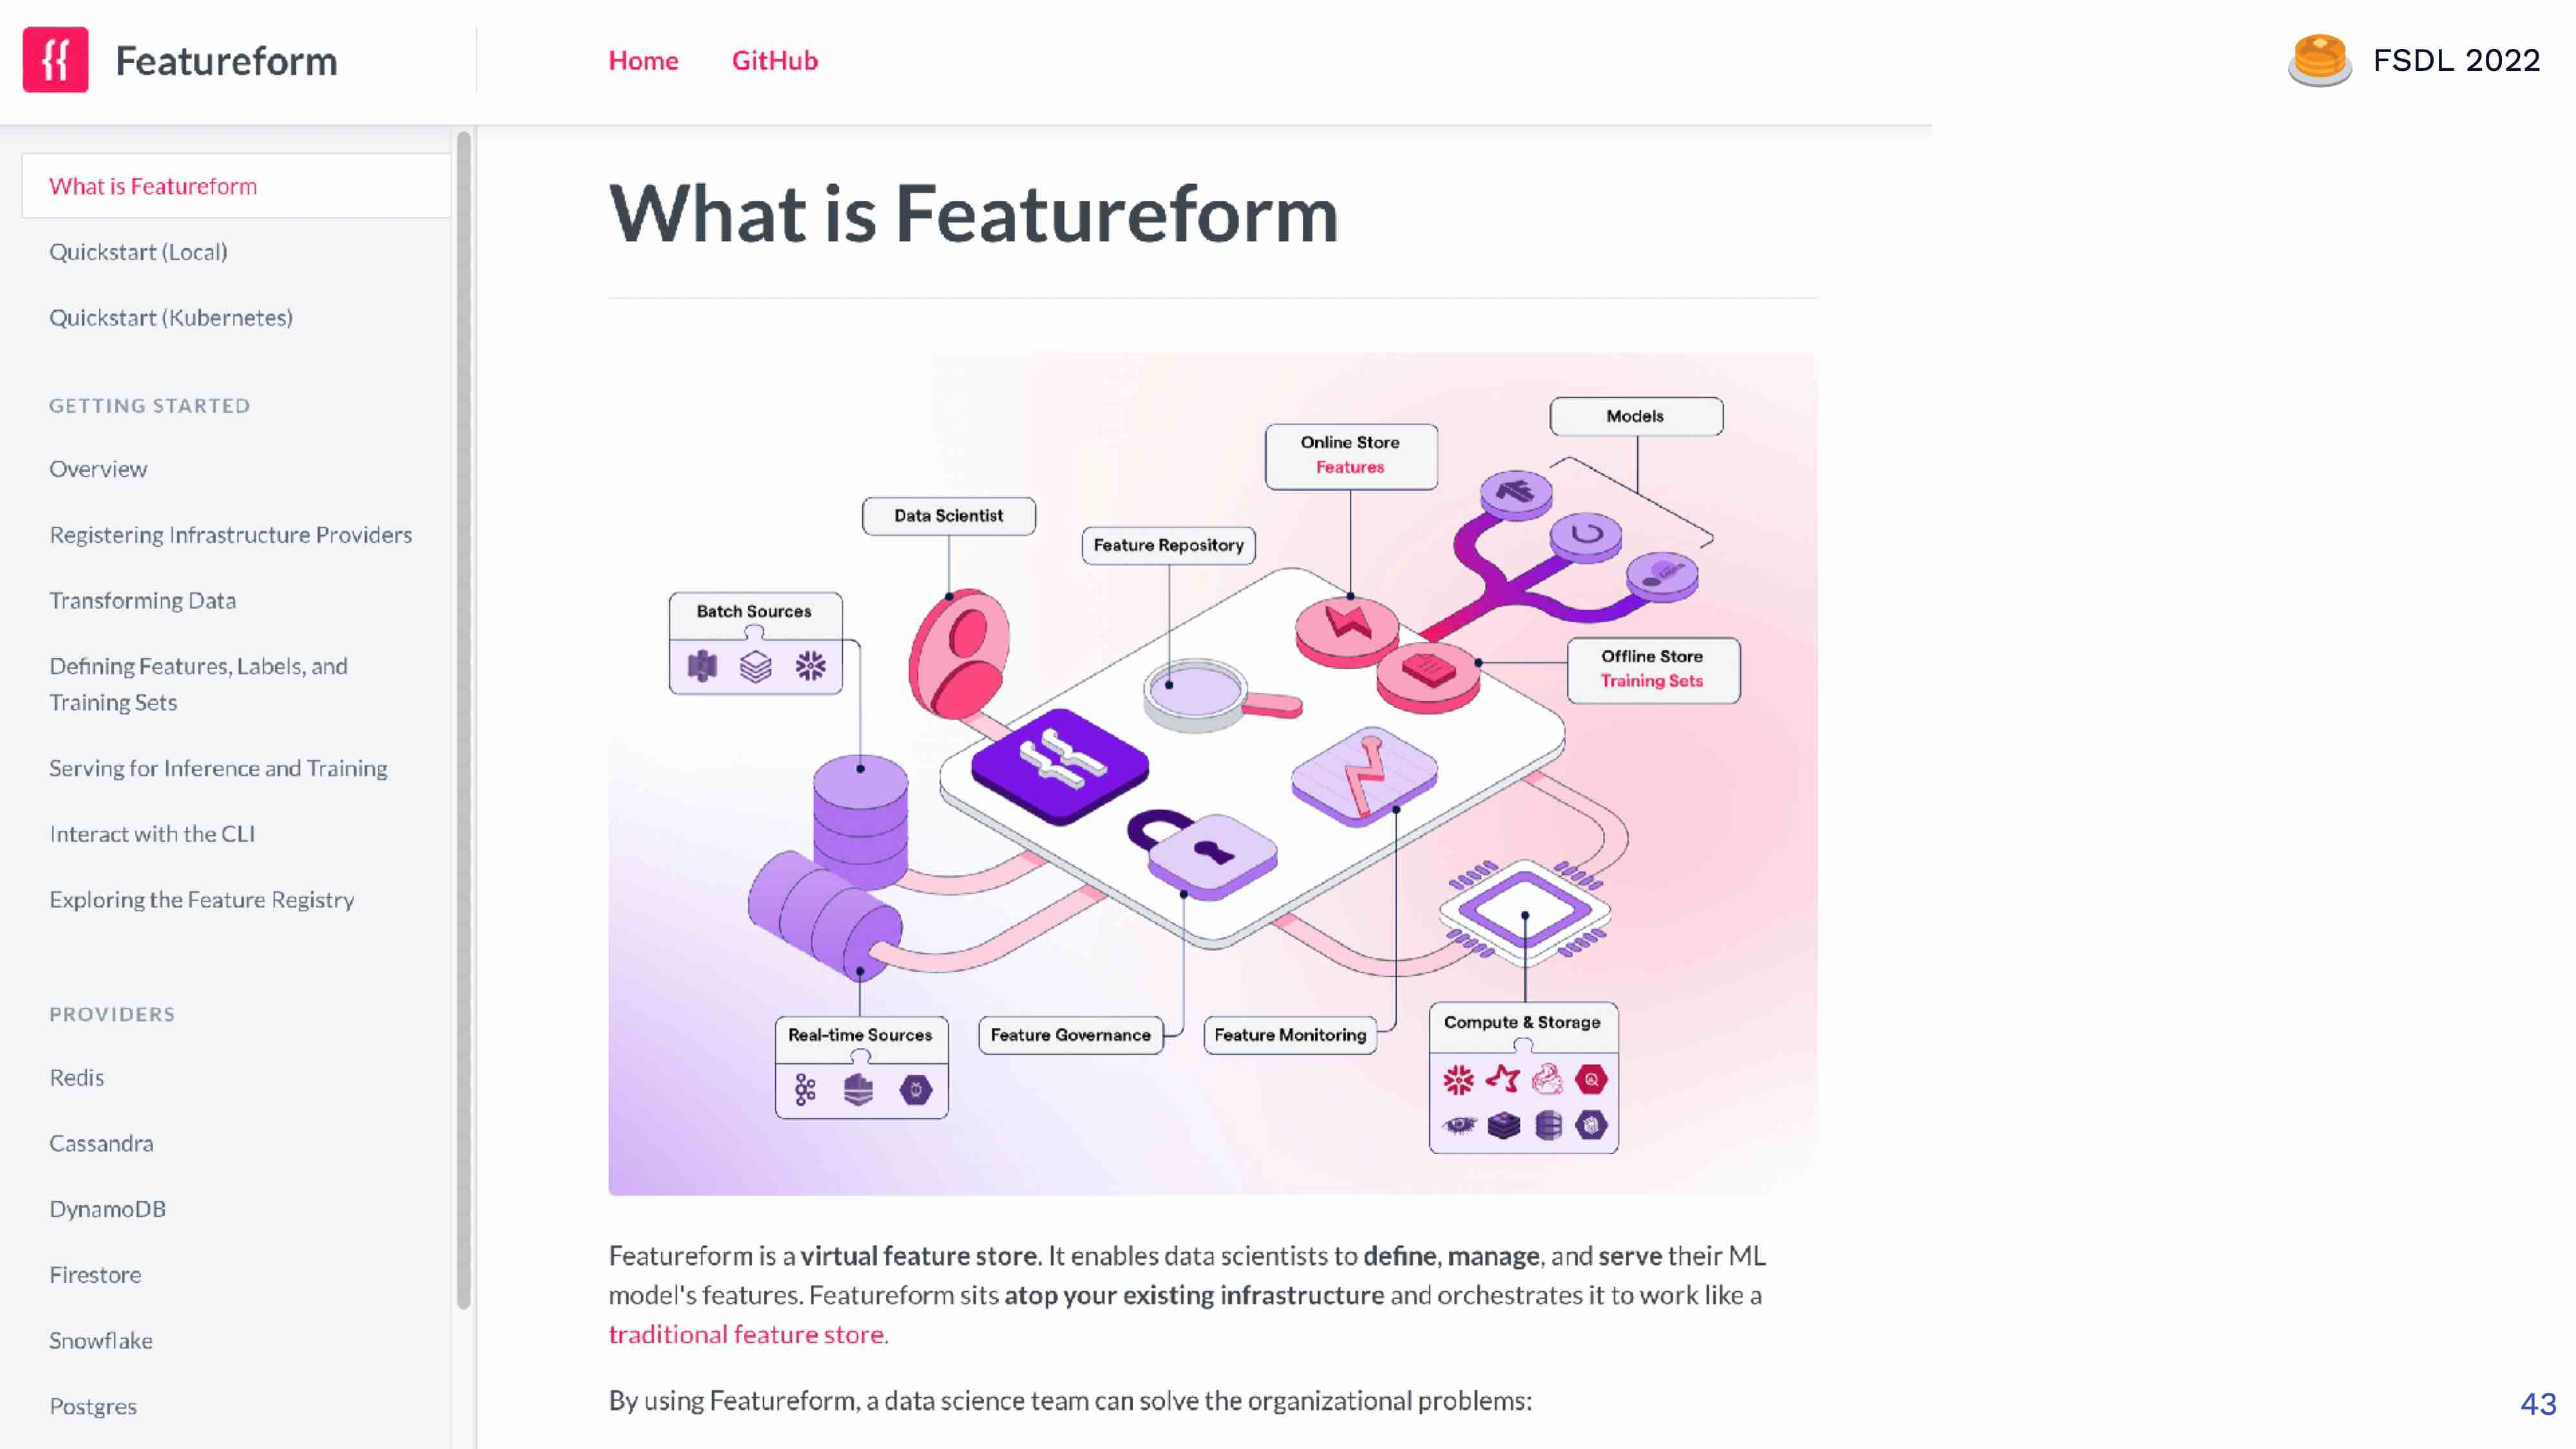 Featureform
Home
GitHub
FSDL 2022
What is Featureform
Quickstart (Local)
Quickstart (Kubernetes)
GETTING STARTED
Overview
Registering Infrastructure Providers
Transforming Data
Defining Features, Labels, and
Training Sets
Serving for Inference and Training
Interact with the CLI
Exploring the Feature Registry
PROVIDERS
Redis
Cassandra
DynamoDB
Firestore
Snowflake
Postgres
What is Featureform
Models
Online Store
Features
Data Scientist
Feature Repository
Batch Sources
Offline Store
Training Sets
Real-time Sources
Feature Governance
Feature Monitoring
Compute & Storage
Featureform is a virtual feature store. It enables data scientists to define, manage, and serve their ML
model's features. Featureform sits atop your existing infrastructure and orchestrates it to work like a
traditional feature store.
By using Featureform, a data science team can solve the organizational problems:
43